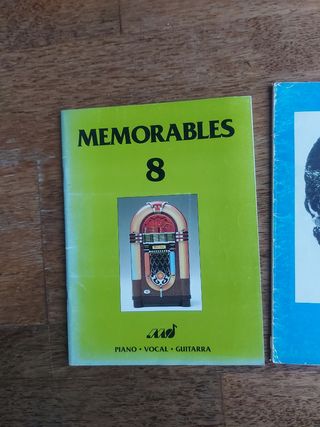 MEMORABLES
8
PIANO • VOCAL • GUITARRA